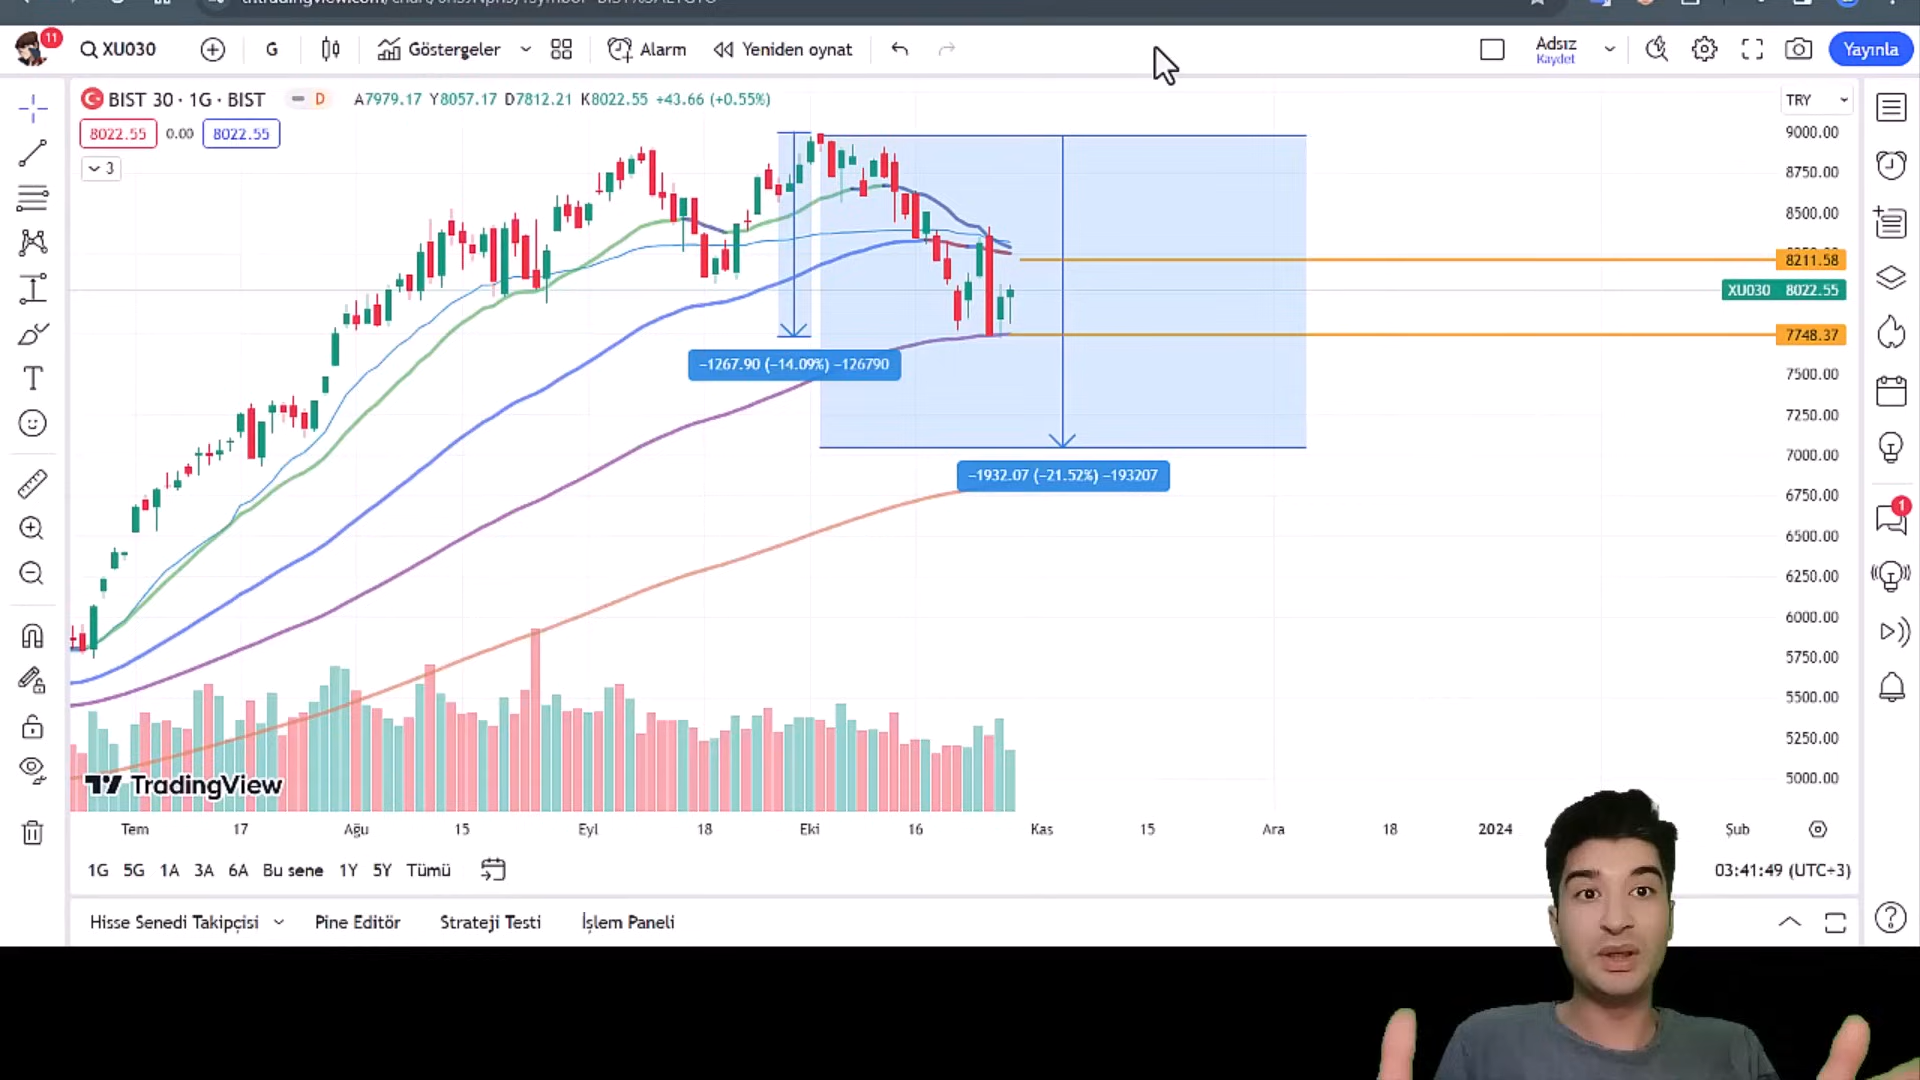 11
XU030
G
Göstergeler
Alarm
Yeniden oynat
Adsız
Kaydet
Yayınla
BIST 30 · 1G · BIST
D
A7979.17 Y8057.17 D7812.21 K8022.55 +43.66 (+0.55%)
TRY
8022.55 0.00 8022.55
3
9000.00
8750.00
8500.00
8211.58
XU030 8022.55
7748.37
7500.00
7250.00
7000.00
6750.00
6500.00
6250.00
6000.00
5750.00
5500.00
5250.00
5000.00
−1267.90 (−14.09%) −126790
−1932.07 (−21.52%) −193207
1
TradingView
Tem 17 Ağu 15 Eyl 18 Eki 16 Kas 15 Ara 18 2024 Şub
1G 5G 1A 3A 6A Bu sene 1Y 5Y Tümü
03:41:49 (UTC+3)
Hisse Senedi Takipçisi Pine Editör Strateji Testi İşlem Paneli